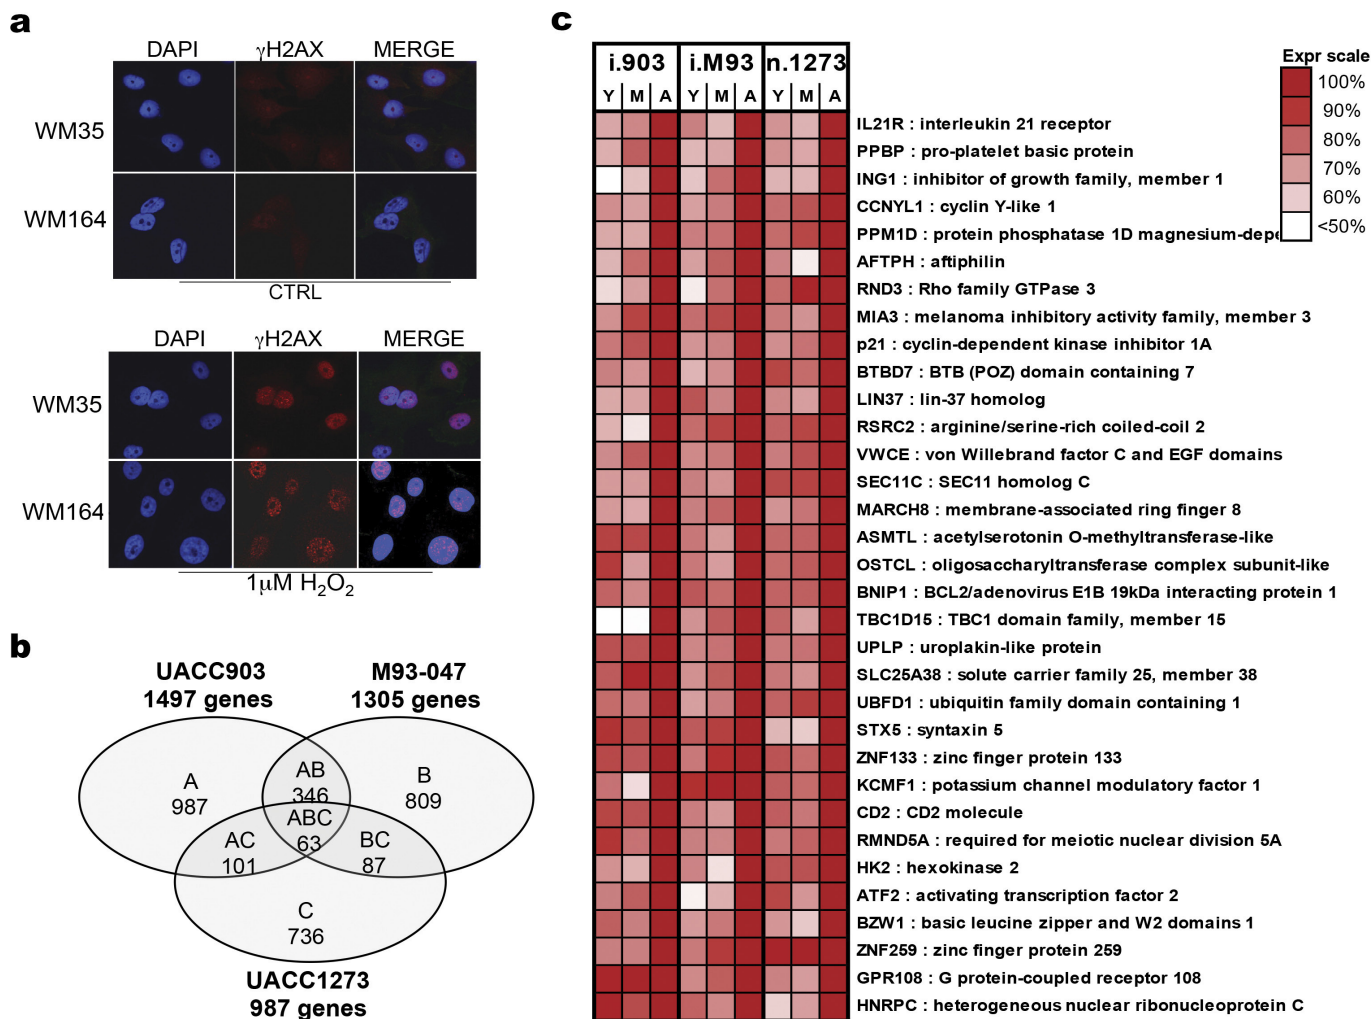 a
DAPI γH2AX MERGE
WM35
WM164
CTRL
DAPI γH2AX MERGE
WM35
WM164
1μM H2O2
b
UACC903
1497 genes
M93-047
1305 genes
A
987
AB
346
B
809
ABC
63
AC
101
BC
87
C
736
UACC1273
987 genes
c
i.903 i.M93 n.1273
Y M A Y M A Y M A
Expr scale
100%
90%
80%
70%
60%
<50%
IL21R : interleukin 21 receptor
PPBP : pro-platelet basic protein
ING1 : inhibitor of growth family, member 1
CCNYL1 : cyclin Y-like 1
PPM1D : protein phosphatase 1D magnesium-depe
AFTPH : aftiphilin
RND3 : Rho family GTPase 3
MIA3 : melanoma inhibitory activity family, member 3
p21 : cyclin-dependent kinase inhibitor 1A
BTBD7 : BTB (POZ) domain containing 7
LIN37 : lin-37 homolog
RSRC2 : arginine/serine-rich coiled-coil 2
VWCE : von Willebrand factor C and EGF domains
SEC11C : SEC11 homolog C
MARCH8 : membrane-associated ring finger 8
ASMTL : acetylserotonin O-methyltransferase-like
OSTCL : oligosaccharyltransferase complex subunit-like
BNIP1 : BCL2/adenovirus E1B 19kDa interacting protein 1
TBC1D15 : TBC1 domain family, member 15
UPLP : uroplakin-like protein
SLC25A38 : solute carrier family 25, member 38
UBFD1 : ubiquitin family domain containing 1
STX5 : syntaxin 5
ZNF133 : zinc finger protein 133
KCMF1 : potassium channel modulatory factor 1
CD2 : CD2 molecule
RMND5A : required for meiotic nuclear division 5A
HK2 : hexokinase 2
ATF2 : activating transcription factor 2
BZW1 : basic leucine zipper and W2 domains 1
ZNF259 : zinc finger protein 259
GPR108 : G protein-coupled receptor 108
HNRPC : heterogeneous nuclear ribonucleoprotein C